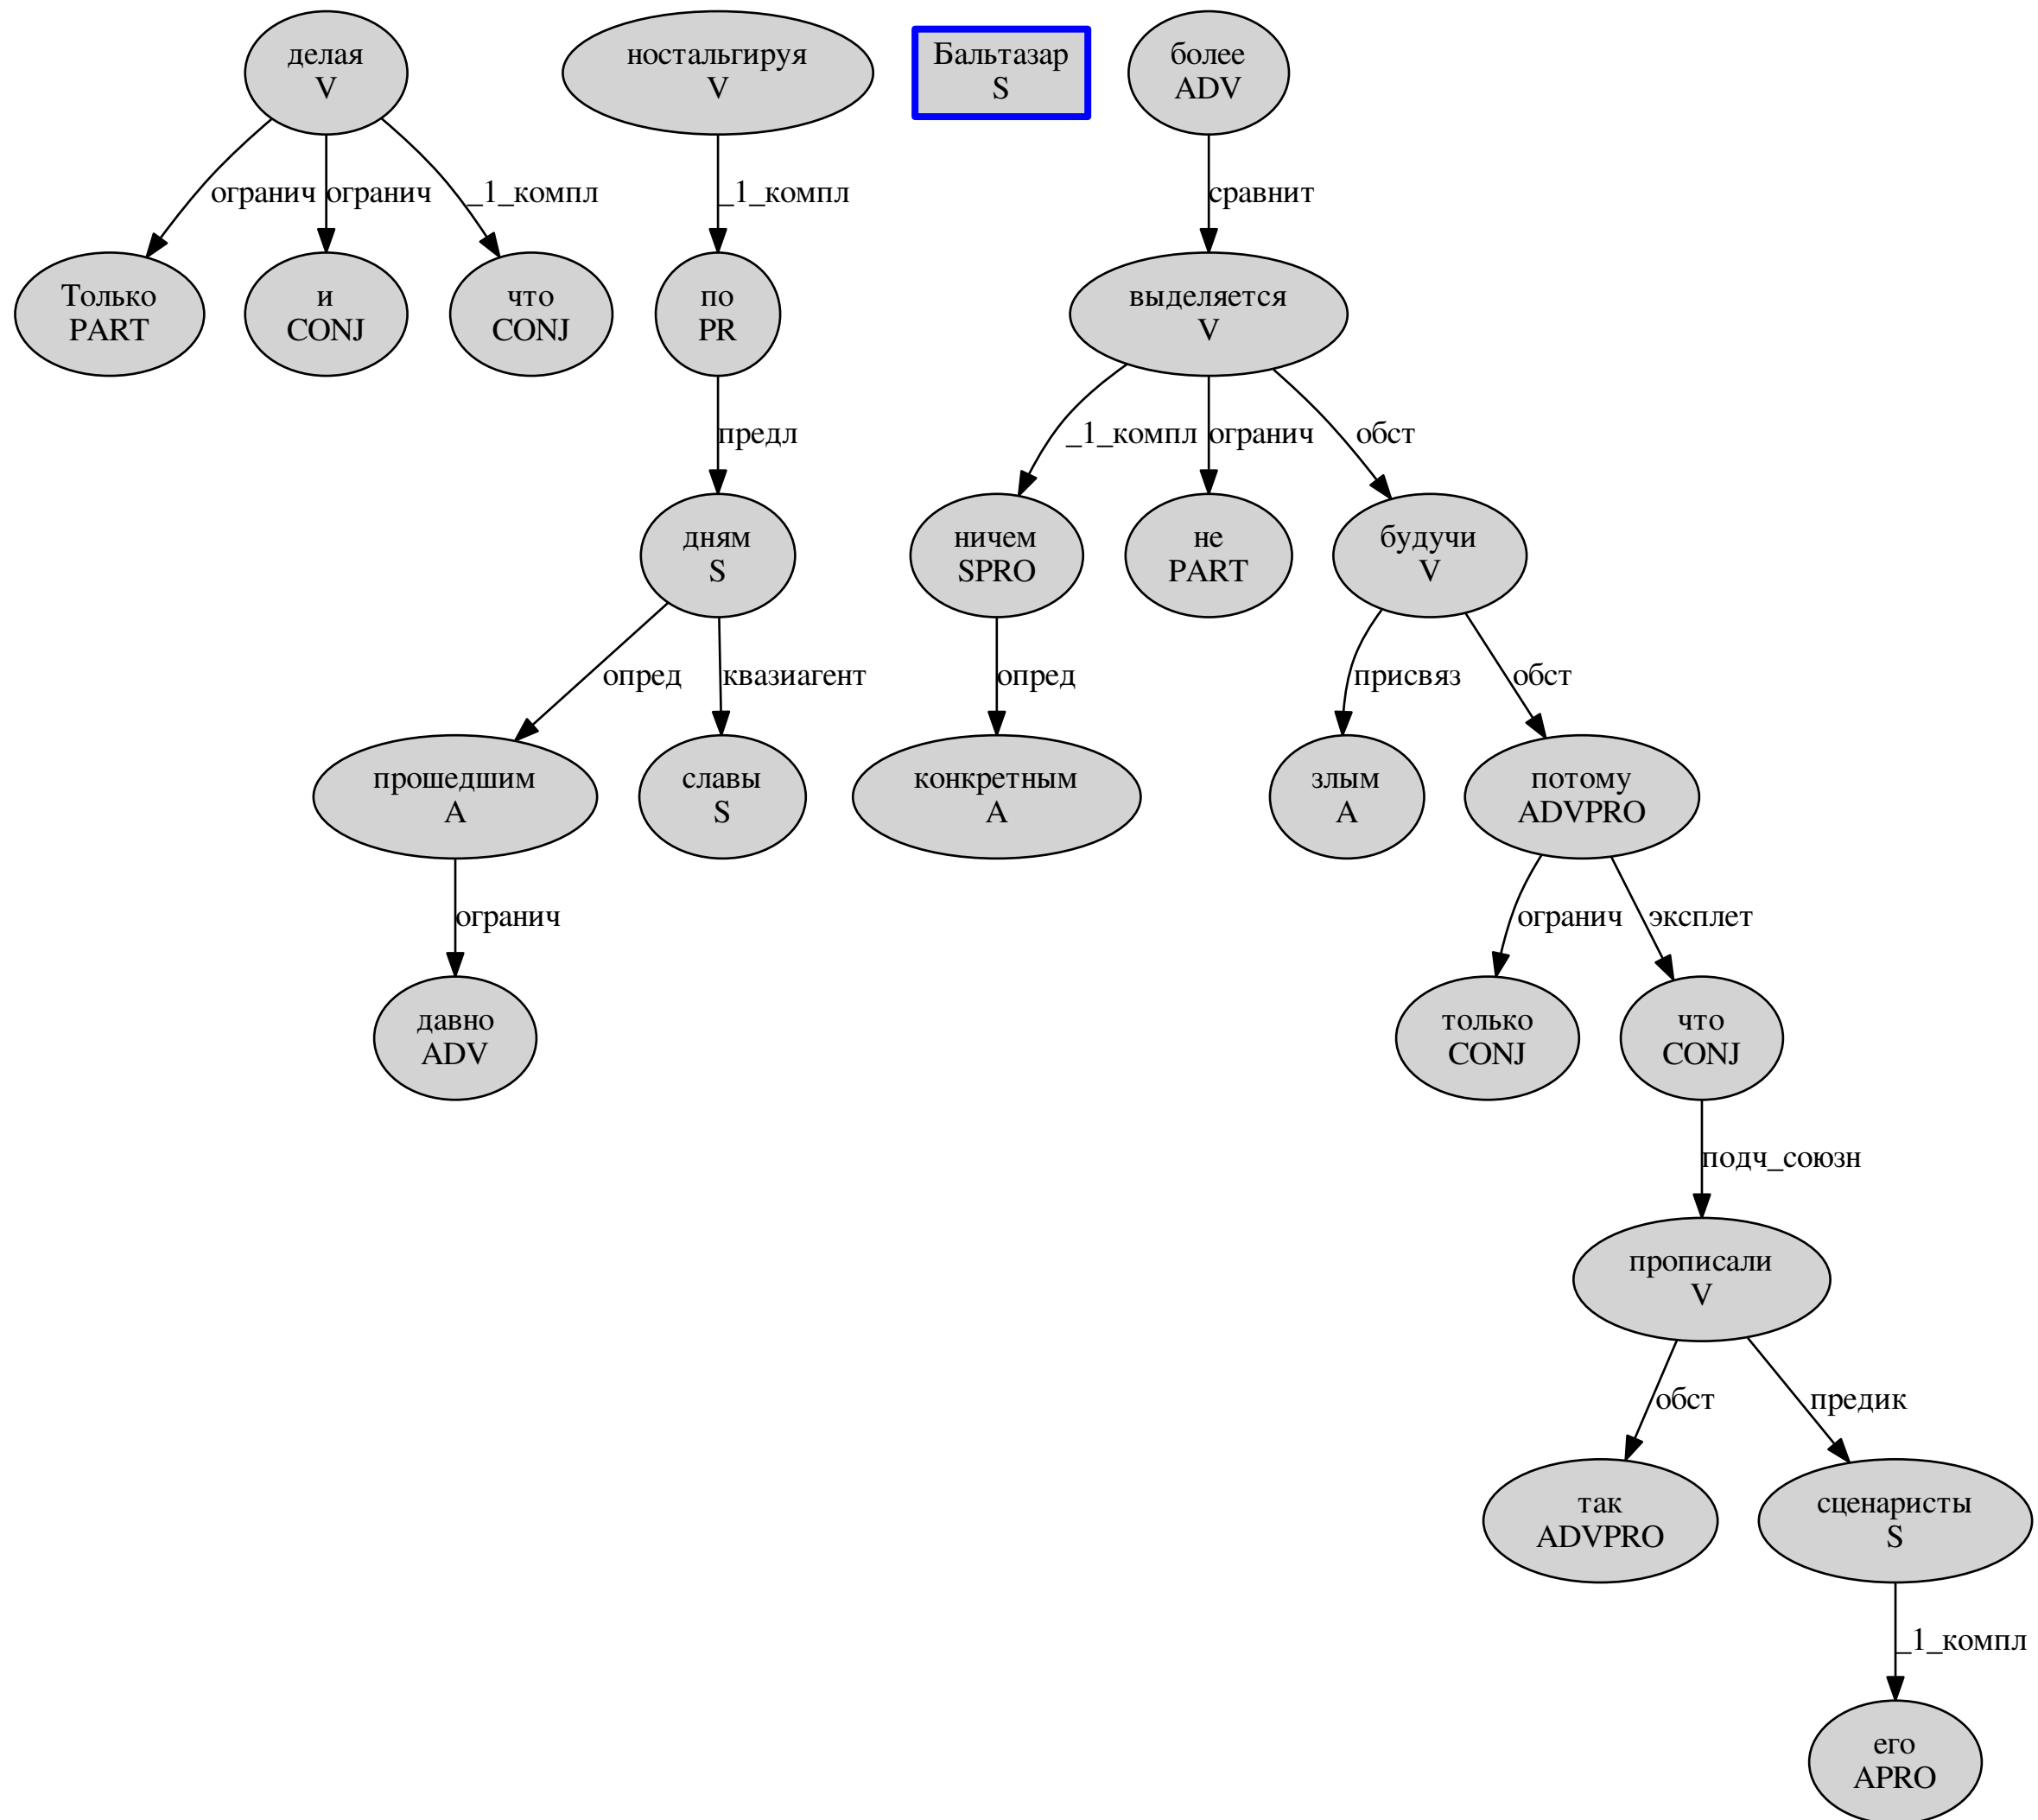 делая
V
ностальгируя
V
Бальтазар
S
более
ADV
огранич
огранич
_1_компл
_1_компл
сравнит
Только
PART
и
CONJ
что
CONJ
по
PR
выделяется
V
предл
_1_компл
огранич
обст
дням
S
ничем
SPRO
не
PART
будучи
V
опред
квазиагент
опред
присвяз
обст
прошедшим
A
славы
S
конкретным
A
злым
A
потому
ADVPRO
огранич
огранич
эксплет
давно
ADV
только
CONJ
что
CONJ
подч_союзн
прописали
V
обст
предик
так
ADVPRO
сценаристы
S
_1_компл
его
APRO